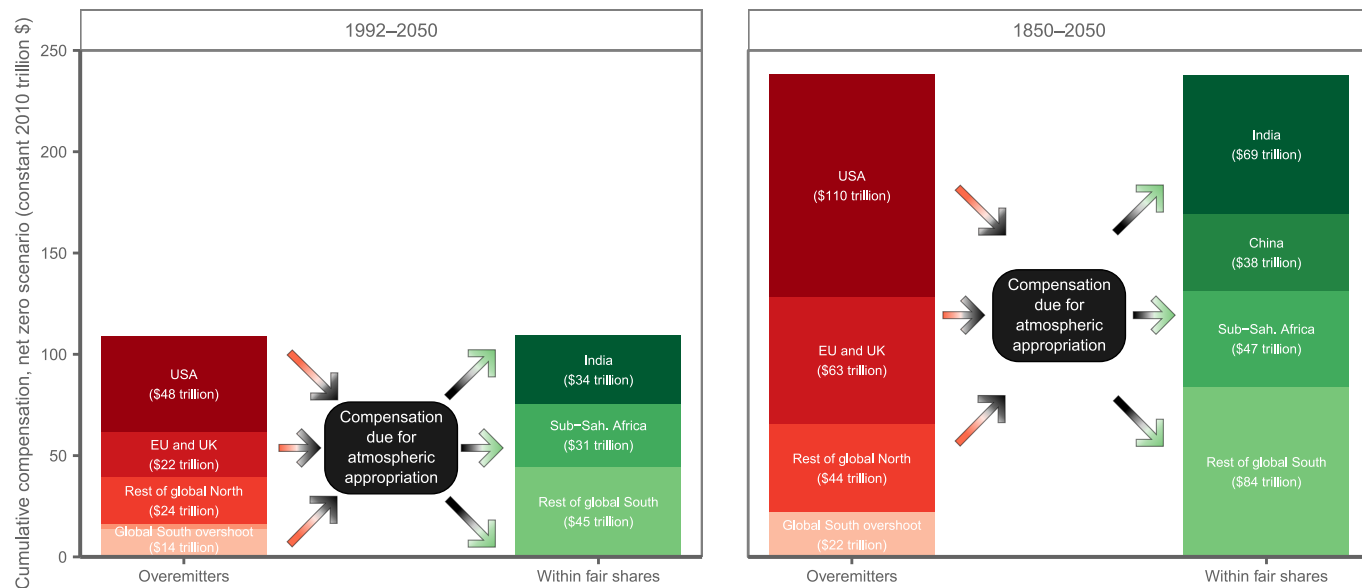 Cumulative compensation, net zero scenario (constant 2010 trillion $)
1992–2050
250
200
150
100
50
0
USA
($48 trillion)
EU and UK
($22 trillion)
Rest of global North
($24 trillion)
Global South overshoot
($14 trillion)
Compensation
due for
atmospheric
appropriation
India
($34 trillion)
Sub−Sah. Africa
($31 trillion)
Rest of global South
($45 trillion)
Overemitters
Within fair shares
1850–2050
USA
($110 trillion)
EU and UK
($63 trillion)
Rest of global North
($44 trillion)
Global South overshoot
($22 trillion)
Compensation
due for
atmospheric
appropriation
India
($69 trillion)
China
($38 trillion)
Sub−Sah. Africa
($47 trillion)
Rest of global South
($84 trillion)
Overemitters
Within fair shares